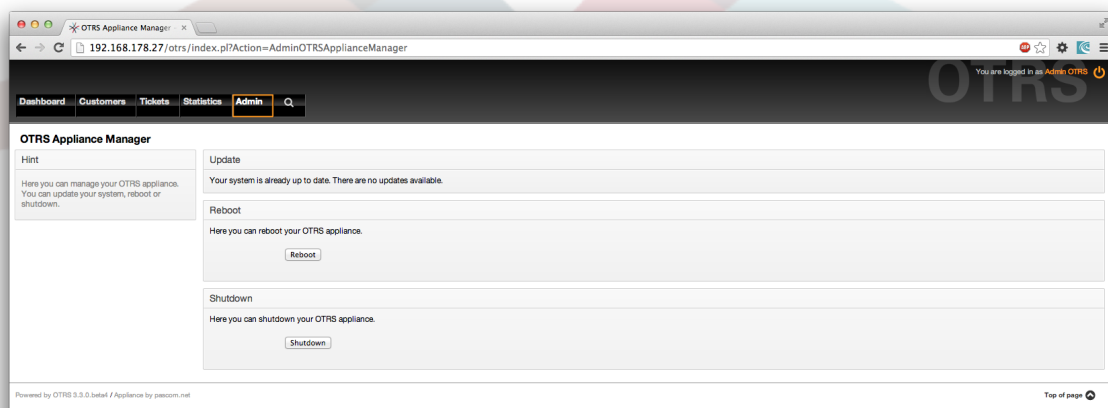 OTRS Appliance Manager - 
192.168.178.27/otrs/index.pl?Action=AdminOTRSApplianceManager
ABP
OTRS
You are logged in as Admin OTRS
Dashboard Customers Tickets Statistics Admin
OTRS Appliance Manager
Hint
Here you can manage your OTRS appliance.
You can update your system, reboot or
shutdown.
Update
Your system is already up to date. There are no updates available.
Reboot
Here you can reboot your OTRS appliance.
Reboot
Shutdown
Here you can shutdown your OTRS appliance.
Shutdown
Powered by OTRS 3.3.0.beta4 / Appliance by pascom.net
Top of page